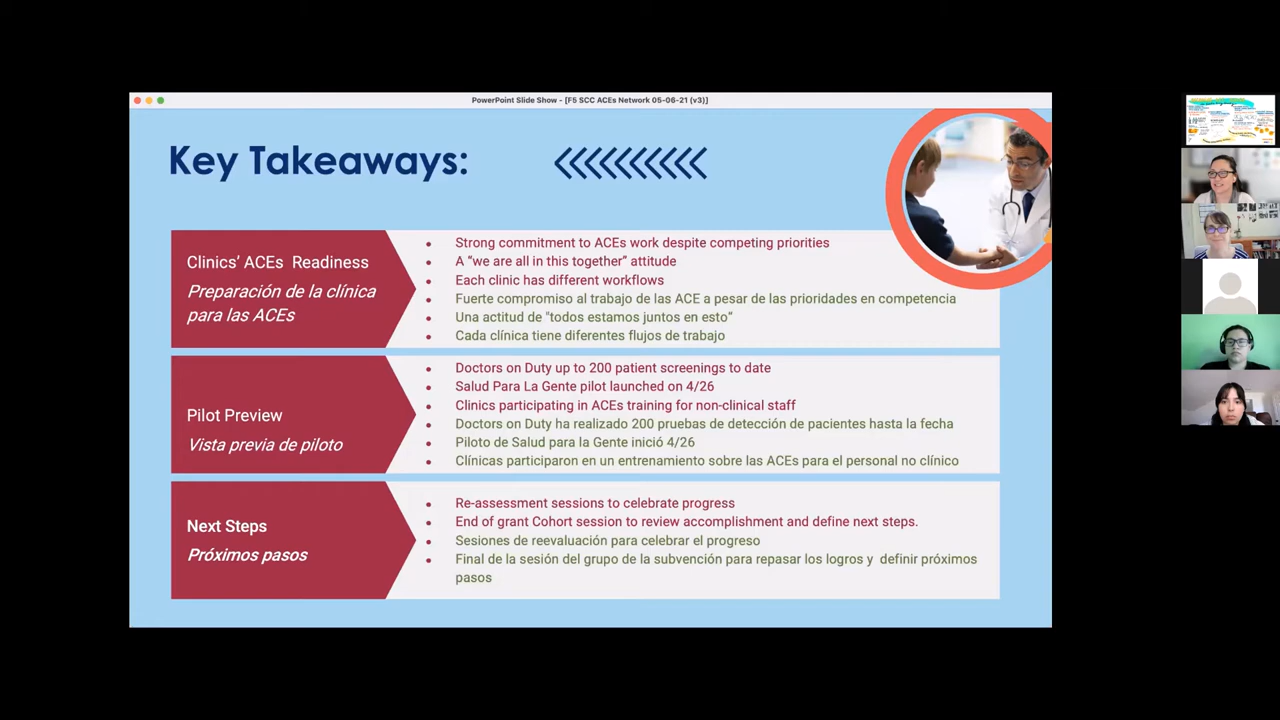 PowerPoint Slide Show - [F5 SCC ACEs Network 05-06-21 (v3)]
Key Takeaways:
Clinics' ACEs Readiness
Preparación de la clínica
para las ACEs
• Strong commitment to ACEs work despite competing priorities
• A “we are all in this together” attitude
• Each clinic has different workflows
• Fuerte compromiso al trabajo de las ACE a pesar de las prioridades en competencia
• Una actitud de "todos estamos juntos en esto”
• Cada clínica tiene diferentes flujos de trabajo
Pilot Preview
Vista previa de piloto
• Doctors on Duty up to 200 patient screenings to date
• Salud Para La Gente pilot launched on 4/26
• Clinics participating in ACEs training for non-clinical staff
• Doctors on Duty ha realizado 200 pruebas de detección de pacientes hasta la fecha
• Piloto de Salud para la Gente inició 4/26
• Clínicas participaron en un entrenamiento sobre las ACEs para el personal no clínico
Next Steps
Próximos pasos
• Re-assessment sessions to celebrate progress
• End of grant Cohort session to review accomplishment and define next steps.
• Sesiones de reevaluación para celebrar el progreso
• Final de la sesión del grupo de la subvención para repasar los logros y definir próximos
pasos